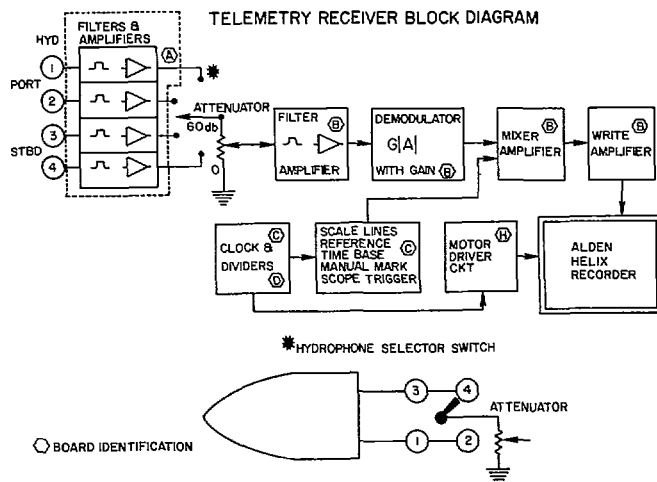 TELEMETRY RECEIVER BLOCK DIAGRAM
FILTERS &
AMPLIFIERS
A
HYD
1
PORT
2
3
STBD
4
ATTENUATOR
60db
0
FILTER
B
AMPLIFIER
DEMODULATOR
G|A|
WITH GAIN B
B
MIXER
AMPLIFIER
B
WRITE
AMPLIFIER
CLOCK &
DIVIDERS
C
D
SCALE LINES
REFERENCE
TIME BASE
MANUAL MARK
SCOPE TRIGGER
C
H
MOTOR
DRIVER
CKT
ALDEN
HELIX
RECORDER
HYDROPHONE SELECTOR SWITCH
3
4
ATTENUATOR
1
2
BOARD IDENTIFICATION